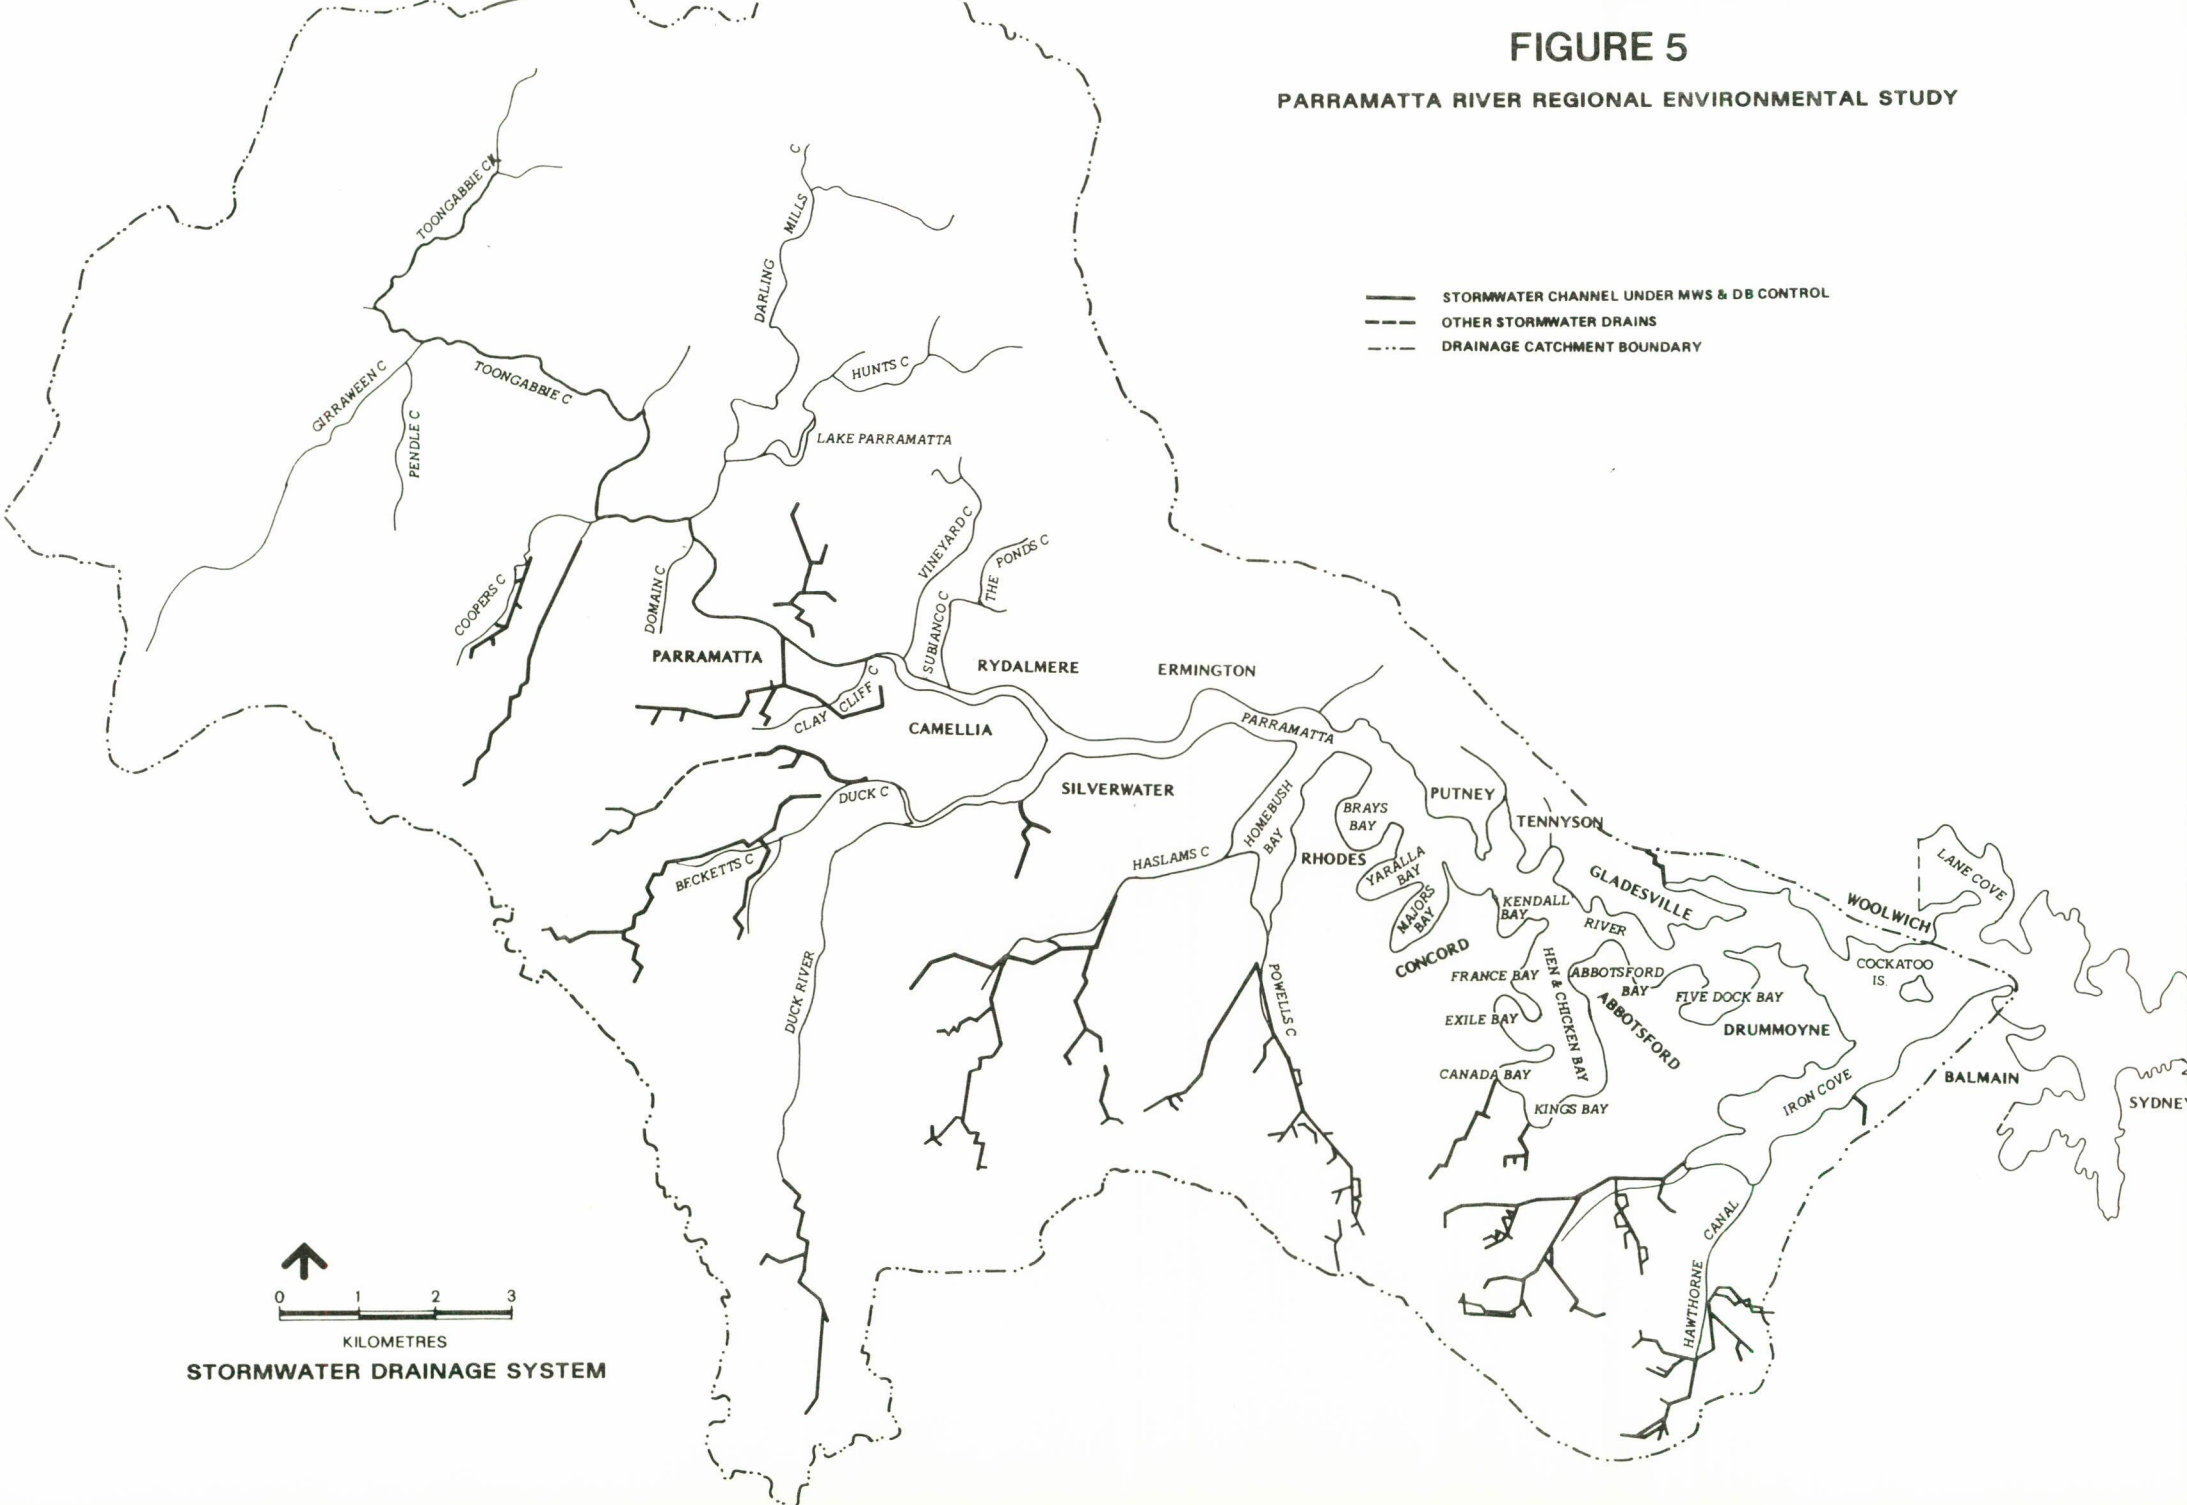 FIGURE 5
PARRAMATTA RIVER REGIONAL ENVIRONMENTAL STUDY
STORMWATER CHANNEL UNDER MWS & DB CONTROL
OTHER STORMWATER DRAINS
DRAINAGE CATCHMENT BOUNDARY
TOONGABBIE CK
DARLING MILLS C
GIRRAWEEN C
PENDLE C
TOONGABBIE C
HUNTS C
LAKE PARRAMATTA
VINEYARD C
THE PONDS C
COOPERS C
DOMAIN C
SUBIANCO C
PARRAMATTA
RYDALMERE
ERMINGTON
CLAY CLIFF C
CAMELLIA
PARRAMATTA
DUCK C
SILVERWATER
HOMEBUSH
BAY
BRAYS
BAY
PUTNEY
TENNYSON
BECKETTS C
HASLAMS C
RHODES
YARALLA
BAY
MAJORS
BAY
KENDALL
BAY
GLADESVILLE
RIVER
WOOLWICH
LANE COVE
CONCORD
DUCK RIVER
POWELLS C
FRANCE BAY
HEN & CHICKEN BAY
ABBOTSFORD
BAY
ABBOTSFORD
FIVE DOCK BAY
COCKATOO
IS.
EXILE BAY
DRUMMOYNE
CANADA BAY
KINGS BAY
IRON COVE
BALMAIN
SYDNEY
HAWTHORNE CANAL
0 1 2 3
KILOMETRES
STORMWATER DRAINAGE SYSTEM